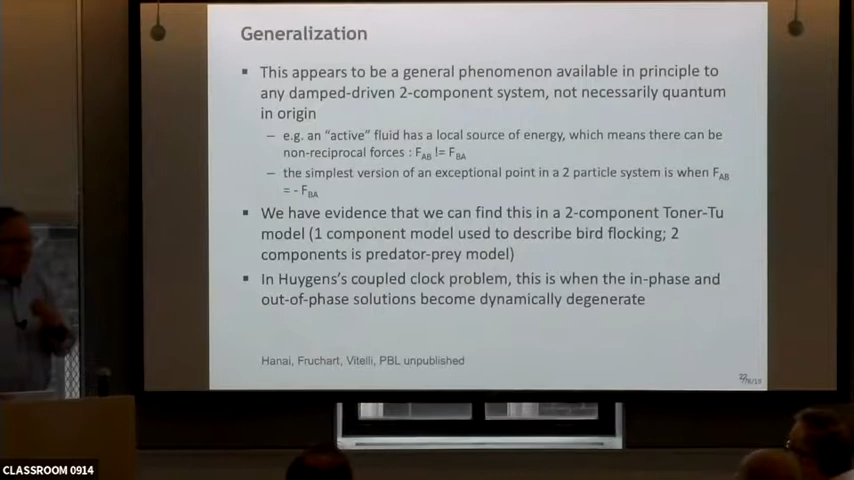 Generalization
▪ This appears to be a general phenomenon available in principle to
any damped-driven 2-component system, not necessarily quantum
in origin
– e.g. an “active” fluid has a local source of energy, which means there can be
non-reciprocal forces : FAB != FBA
– the simplest version of an exceptional point in a 2 particle system is when FAB
= - FBA
▪ We have evidence that we can find this in a 2-component Toner-Tu
model (1 component model used to describe bird flocking; 2
components is predator-prey model)
▪ In Huygens’s coupled clock problem, this is when the in-phase and
out-of-phase solutions become dynamically degenerate
Hanai, Fruchart, Vitelli, PBL unpublished
CLASSROOM 0914